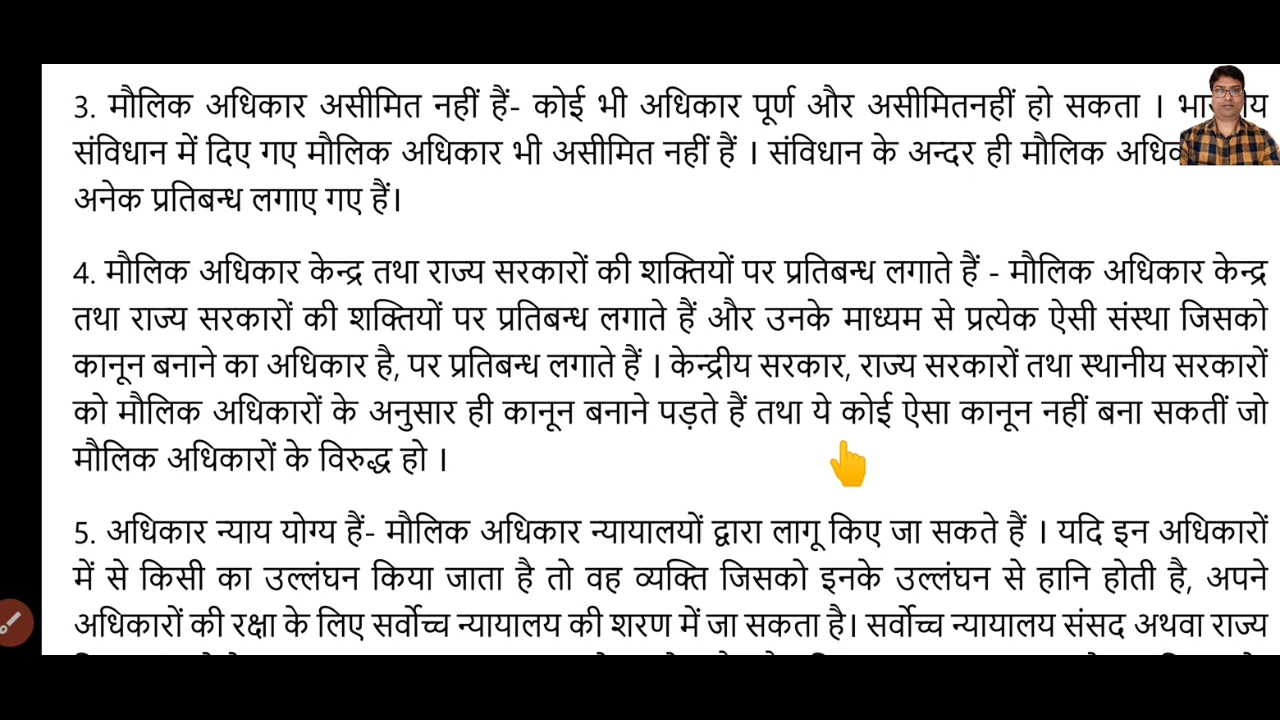 3. मौलिक अधिकार असीमित नहीं हैं- कोई भी अधिकार पूर्ण और असीमितनहीं हो सकता ।
संविधान में दिए गए मौलिक अधिकार भी असीमित नहीं हैं । संविधान के अन्दर ही मौलिक
अनेक प्रतिबन्ध लगाए गए हैं।
4. मौलिक अधिकार केन्द्र तथा राज्य सरकारों की शक्तियों पर प्रतिबन्ध लगाते हैं - मौलिक अधिकार केन्द्र
तथा राज्य सरकारों की शक्तियों पर प्रतिबन्ध लगाते हैं और उनके माध्यम से प्रत्येक ऐसी संस्था जिसको
कानून बनाने का अधिकार है, पर प्रतिबन्ध लगाते हैं । केन्द्रीय सरकार, राज्य सरकारों तथा स्थानीय सरकारों
को मौलिक अधिकारों के अनुसार ही कानून बनाने पड़ते हैं तथा ये कोई ऐसा कानून नहीं बना सकतीं जो
मौलिक अधिकारों के विरुद्ध हो ।
5. अधिकार न्याय योग्य हैं- मौलिक अधिकार न्यायालयों द्वारा लागू किए जा सकते हैं । यदि इन अधिकारों
में से किसी का उल्लंघन किया जाता है तो वह व्यक्ति जिसको इनके उल्लंघन से हानि होती है, अपने
अधिकारों की रक्षा के लिए सर्वोच्च न्यायालय की शरण में जा सकता है। सर्वोच्च न्यायालय संसद अथवा राज्य